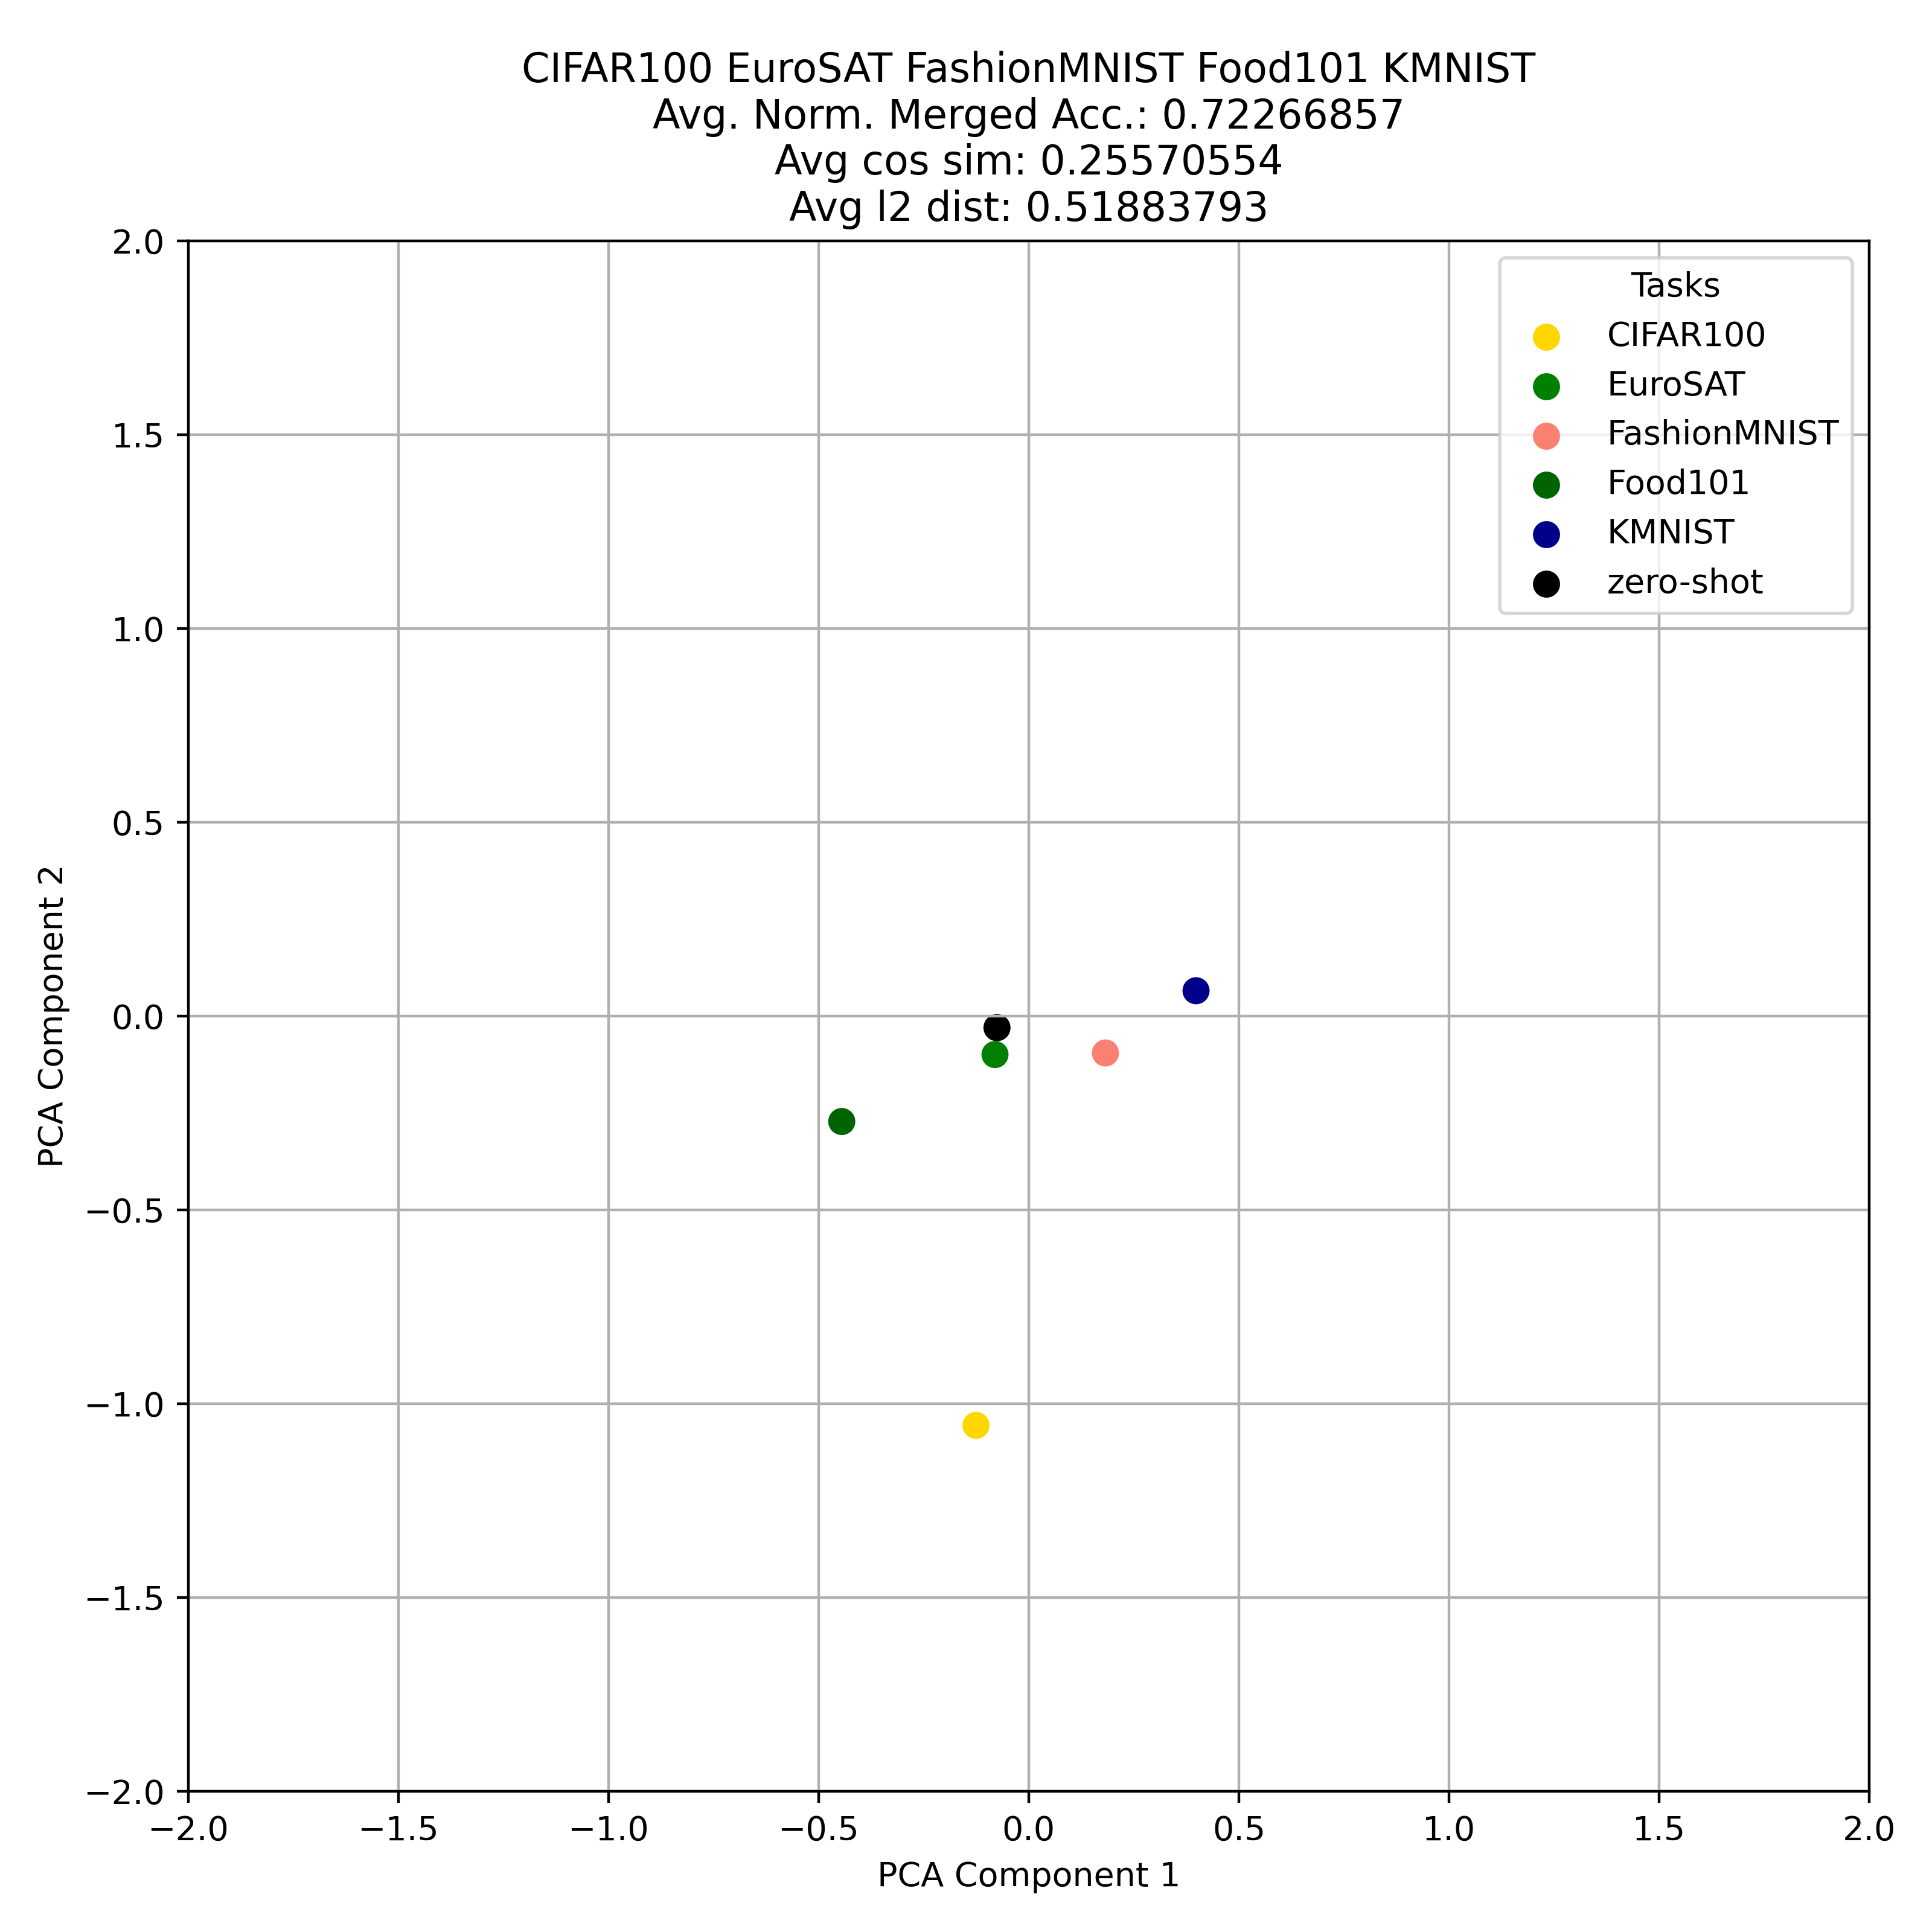 CIFAR100 EuroSAT FashionMNIST Food101 KMNIST
Avg. Norm. Merged Acc.: 0.72266857
Avg cos sim: 0.25570554
Avg l2 dist: 0.51883793
Tasks
CIFAR100
EuroSAT
FashionMNIST
Food101
KMNIST
zero-shot
PCA Component 2
2.0
1.5
1.0
0.5
0.0
−0.5
−1.0
−1.5
−2.0
−2.0 −1.5 −1.0 −0.5 0.0 0.5 1.0 1.5 2.0
PCA Component 1